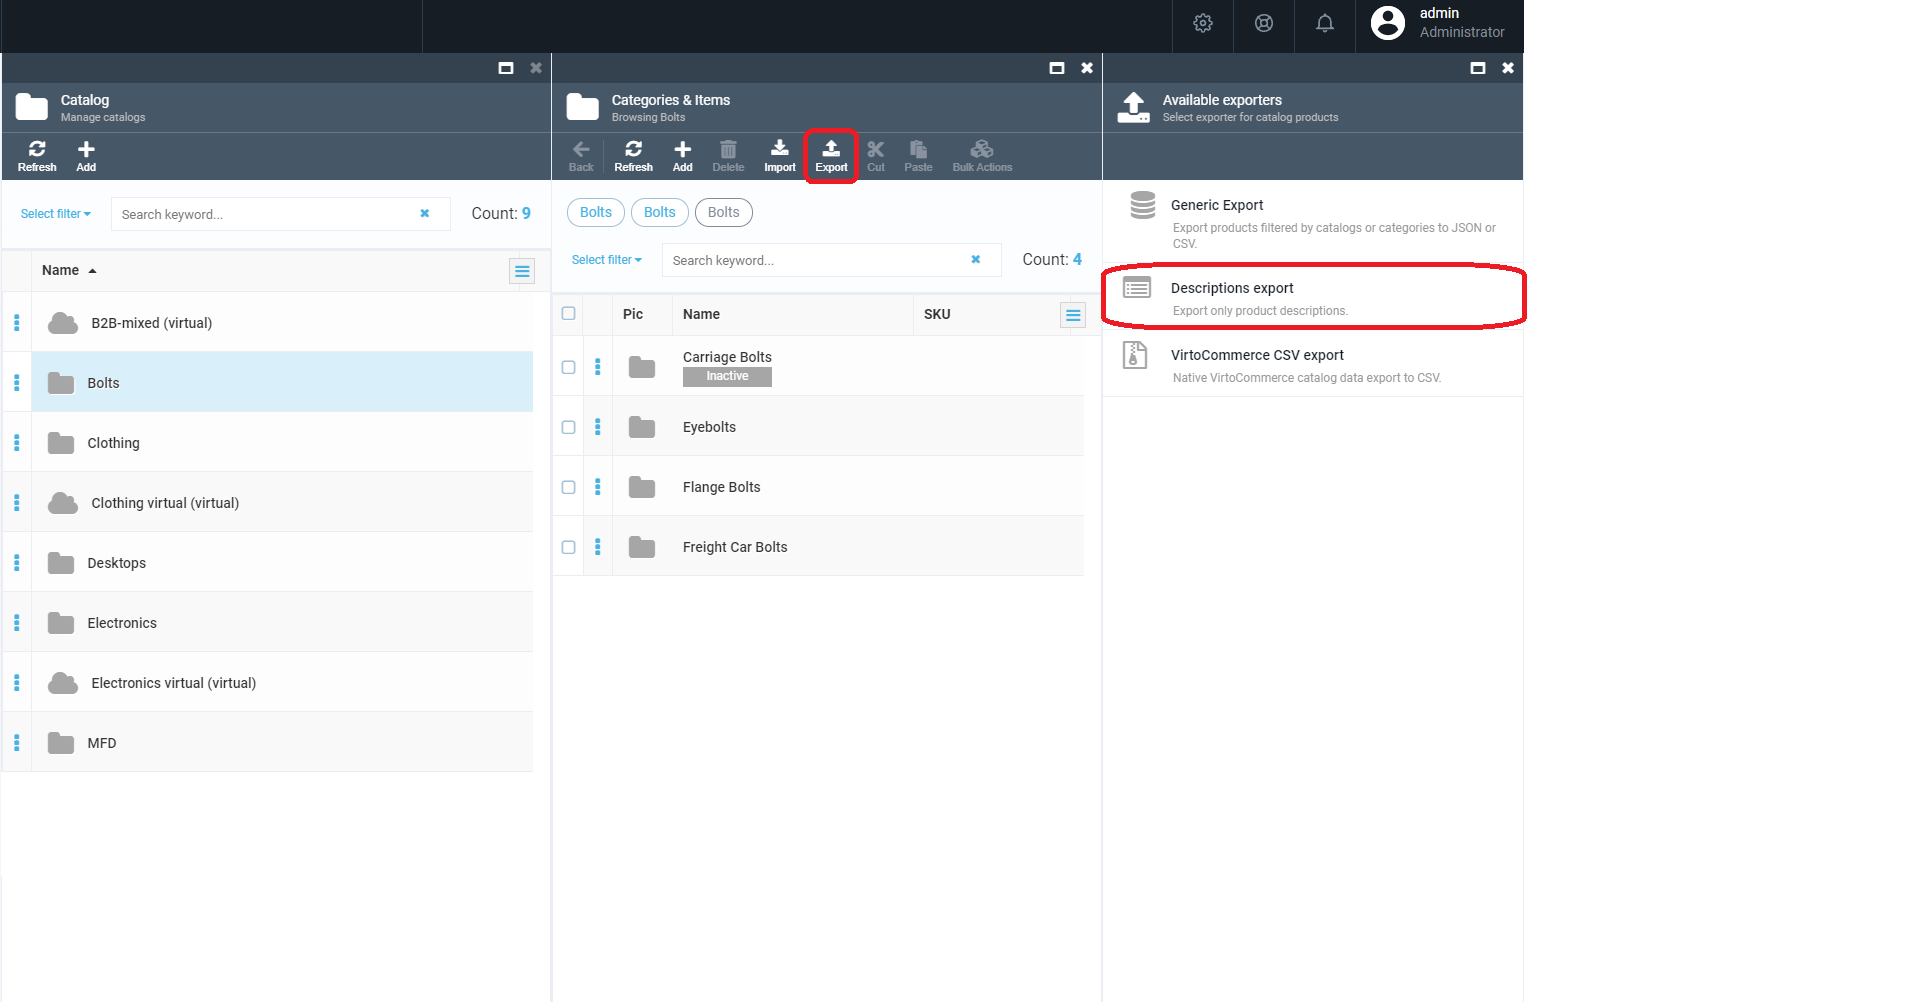 admin
Administrator
Catalog
Manage catalogs
Refresh
Add
Select filter
Search keyword...
Count: 9
Name
B2B-mixed (virtual)
Bolts
Clothing
Clothing virtual (virtual)
Desktops
Electronics
Electronics virtual (virtual)
MFD
Categories & Items
Browsing Bolts
Back
Refresh
Add
Delete
Import
Export
Cut
Paste
Bulk Actions
Bolts
Bolts
Bolts
Select filter
Search keyword...
Count: 4
Pic
Name
SKU
Carriage Bolts
Inactive
Eyebolts
Flange Bolts
Freight Car Bolts
Available exporters
Select exporter for catalog products
Generic Export
Export products filtered by catalogs or categories to JSON or
CSV.
Descriptions export
Export only product descriptions.
VirtoCommerce CSV export
Native VirtoCommerce catalog data export to CSV.